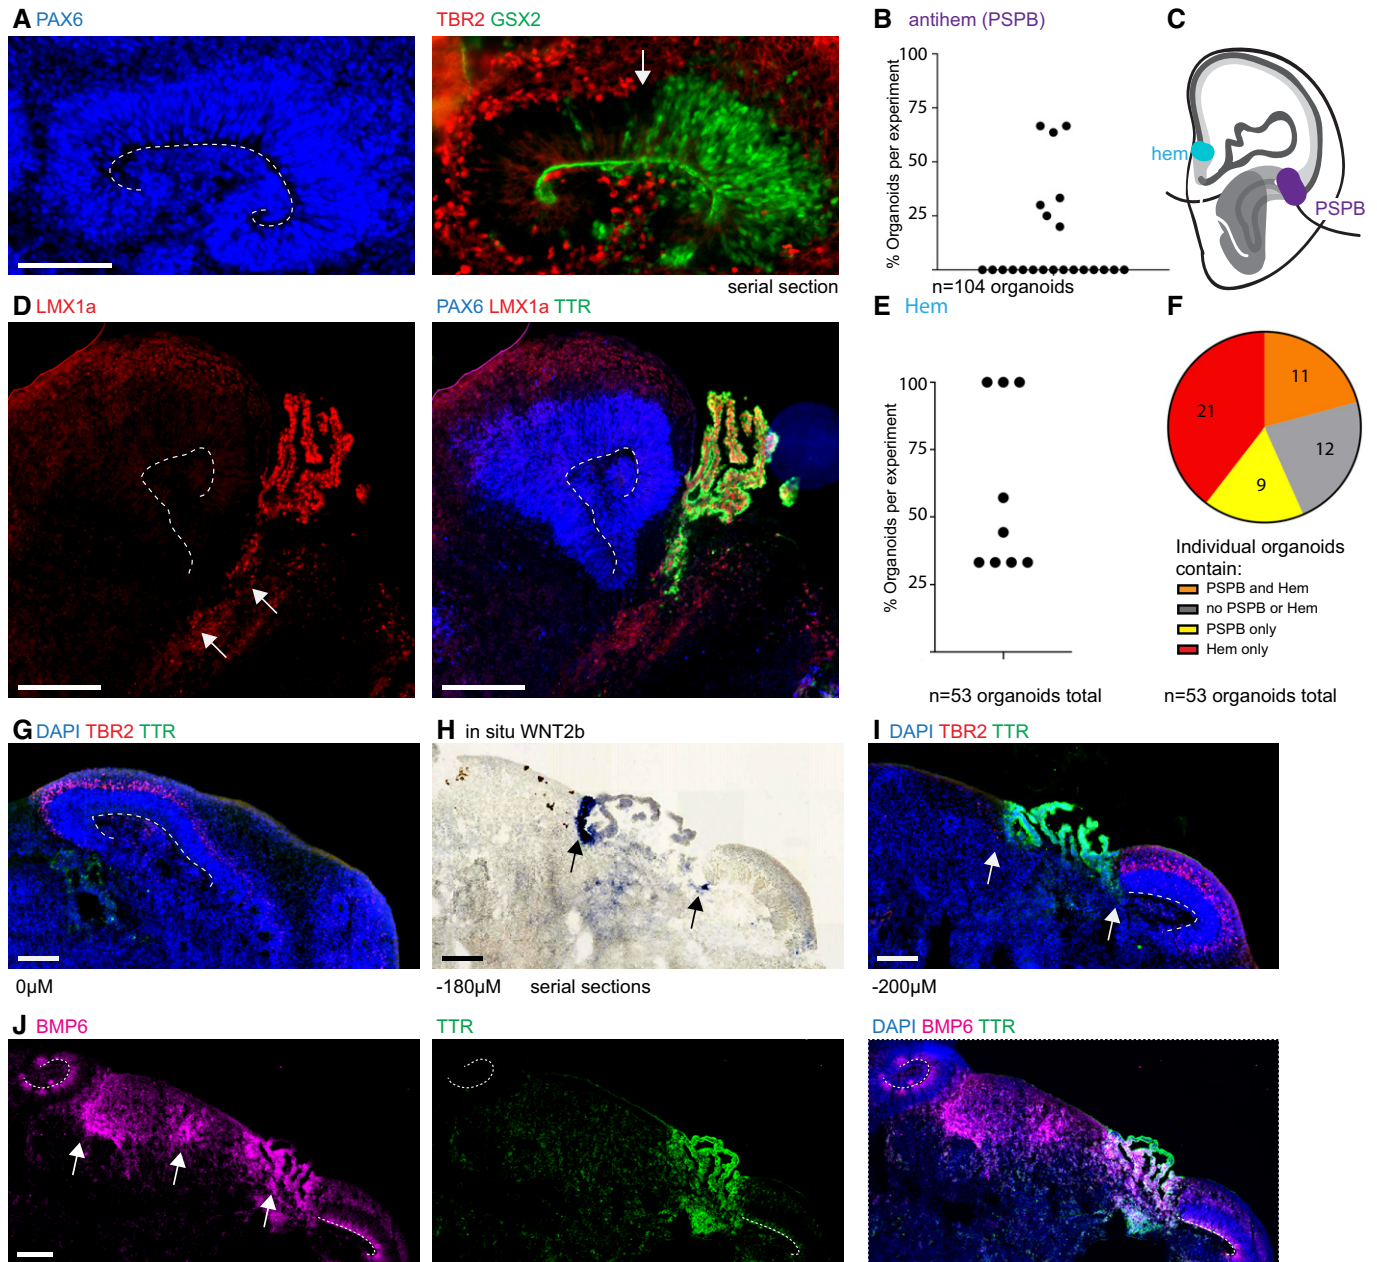 A PAX6
TBR2 GSX2
serial section
B antihem (PSPB)
% Organoids per experiment
100
75
50
25
n=104 organoids
C
hem
PSPB
D LMX1a
PAX6 LMX1a TTR
E Hem
% Organoids per experiment
100
75
50
25
n=53 organoids total
F
11
21
12
9
Individual organoids
contain:
PSPB and Hem
no PSPB or Hem
PSPB only
Hem only
n=53 organoids total
G DAPI TBR2 TTR
0µM
H in situ WNT2b
-180µM serial sections
I DAPI TBR2 TTR
-200µM
J BMP6
TTR
DAPI BMP6 TTR